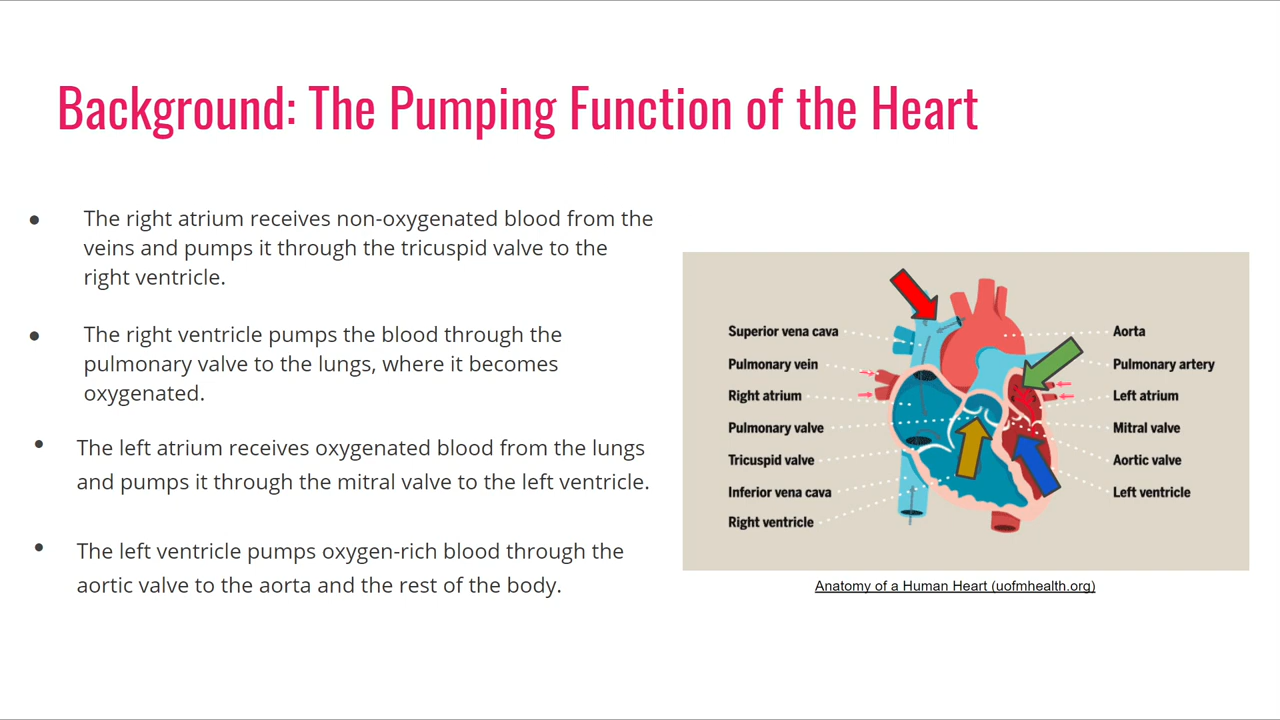 Background: The Pumping Function of the Heart
● The right atrium receives non-oxygenated blood from the
veins and pumps it through the tricuspid valve to the
right ventricle.
● The right ventricle pumps the blood through the
pulmonary valve to the lungs, where it becomes
oxygenated.
• The left atrium receives oxygenated blood from the lungs
and pumps it through the mitral valve to the left ventricle.
• The left ventricle pumps oxygen-rich blood through the
aortic valve to the aorta and the rest of the body.
Superior vena cava
Pulmonary vein
Right atrium
Pulmonary valve
Tricuspid valve
Inferior vena cava
Right ventricle
Aorta
Pulmonary artery
Left atrium
Mitral valve
Aortic valve
Left ventricle
Anatomy of a Human Heart (uofmhealth.org)